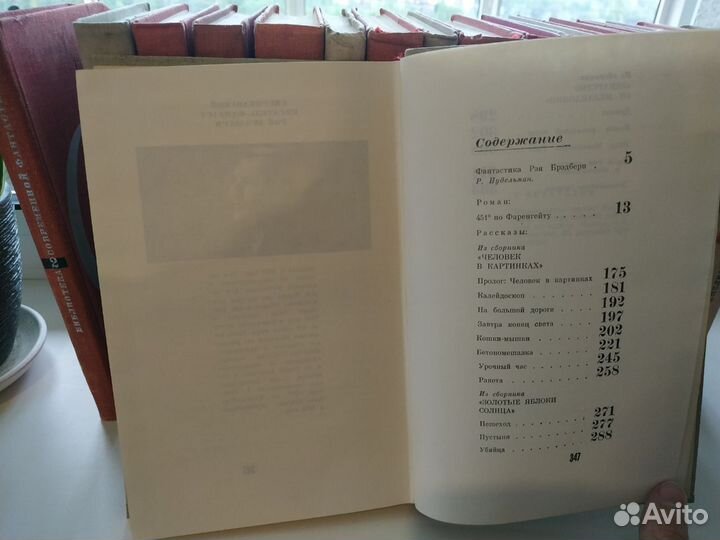 БИБЛИОТЕКА СОВРЕМЕННОЙ
Содержание
Фантастика Рэя Брэдбери . 5
Р. Нудельман.
Роман:
451° по Фаренгейту . . . . . 13
Рассказы:
Из сборника
«ЧЕЛОВЕК
В КАРТИНКАХ»
Пролог: Человек в картинках 175
Калейдоскоп . . . . . . . 181
На большой дороге . . . . 192
Завтра конец света . . . . 197
Кошки-мышки . . . . . . 202
Бетономешалка . . . . . . 221
Урочный час . . . . . . . 245
Ракета . . . . . . . . . 258
Из сборника
«ЗОЛОТЫЕ ЯБЛОКИ
СОЛНЦА»
Пешеход . . . . . . . . 271
Пустыня . . . . . . . . 277
Убийца . . . . . . . . 288
347
Avito